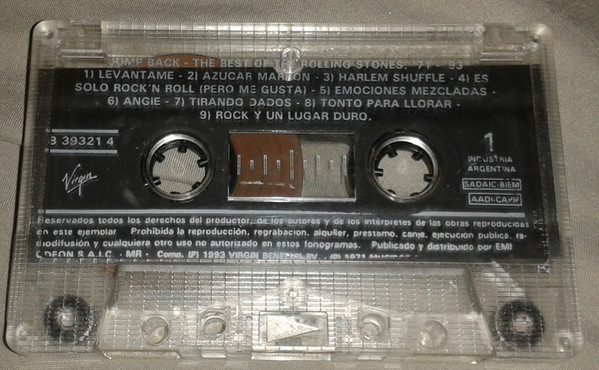 JUMP BACK - THE BEST OF THE ROLLING STONES, '71 - '93
1) LEVANTAME - 2) AZUCAR MARRON - 3) HARLEM SHUFFLE - 4) ES
SOLO ROCK'N ROLL (PERO ME GUSTA) - 5) EMOCIONES MEZCLADAS -
6) ANGIE - 7) TIRANDO DADOS - 8) TONTO PARA LLORAR -
9) ROCK Y UN LUGAR DURO.
8 39321 4
1
INDUSTRIA
ARGENTINA
SADAIC-BIEM
AADI-CAPIF
Virgin
Reservados todos los derechos del productor, de los autores y de los intérpretes de las obras reproducidas
en este ejemplar Prohibida la reproducción, regrabacion, alquiler, prestamo, canje, ejecución publica, ra-
diodifusión y cualquiera otro uso no autorizado en estos fonogramas. Publicado y distribuido por EMI
ODEON S.A.I.C. - MR - Comp. (P) 1993 VIRGIN BV (P) 1971